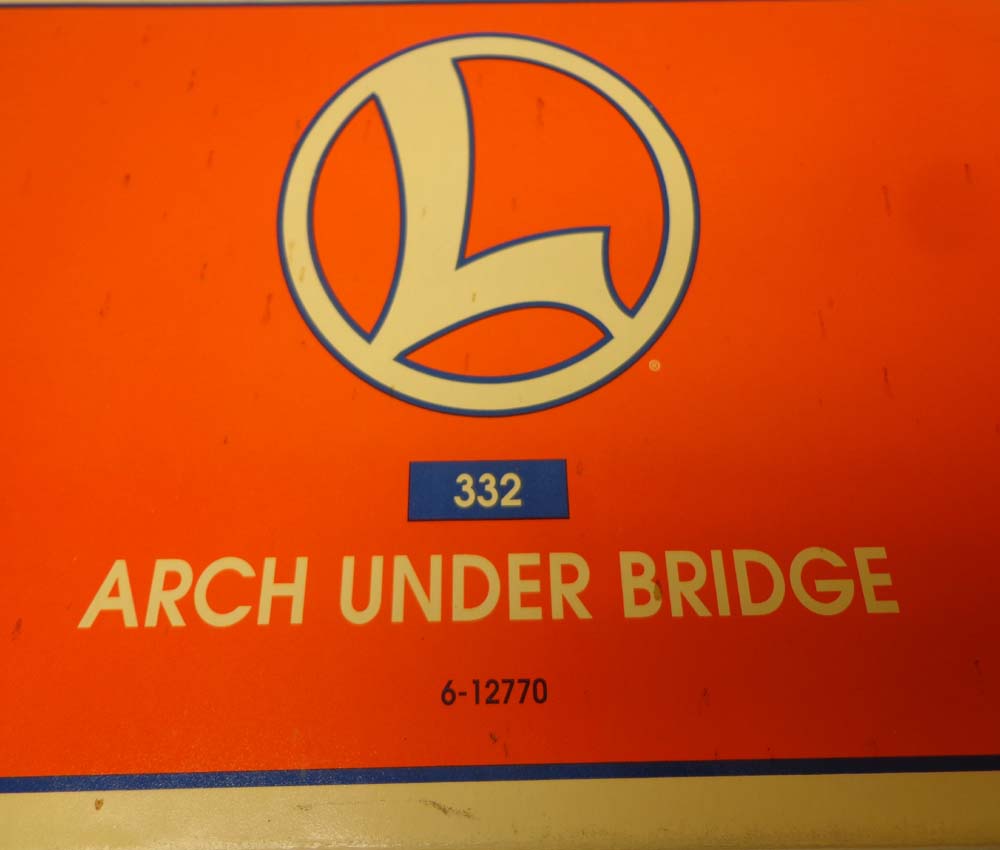 L
®
332
ARCH UNDER BRIDGE
6-12770